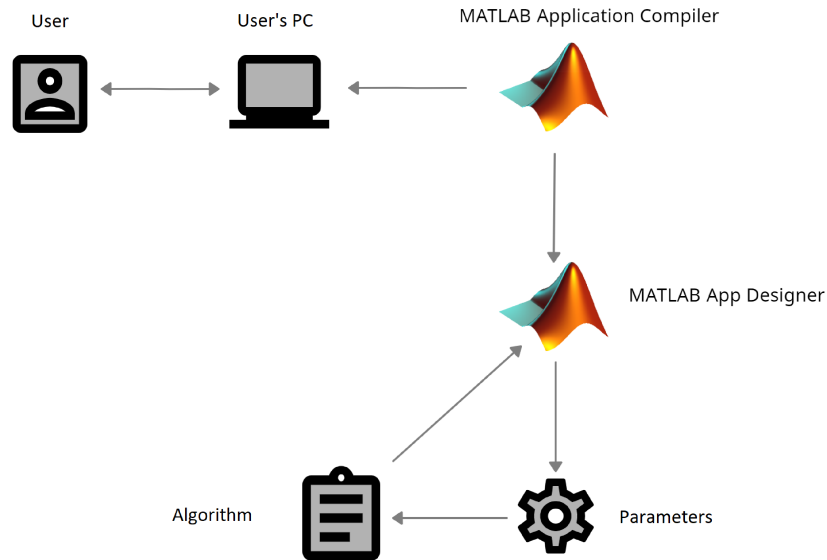 User
User's PC
MATLAB Application Compiler
MATLAB App Designer
Algorithm
Parameters